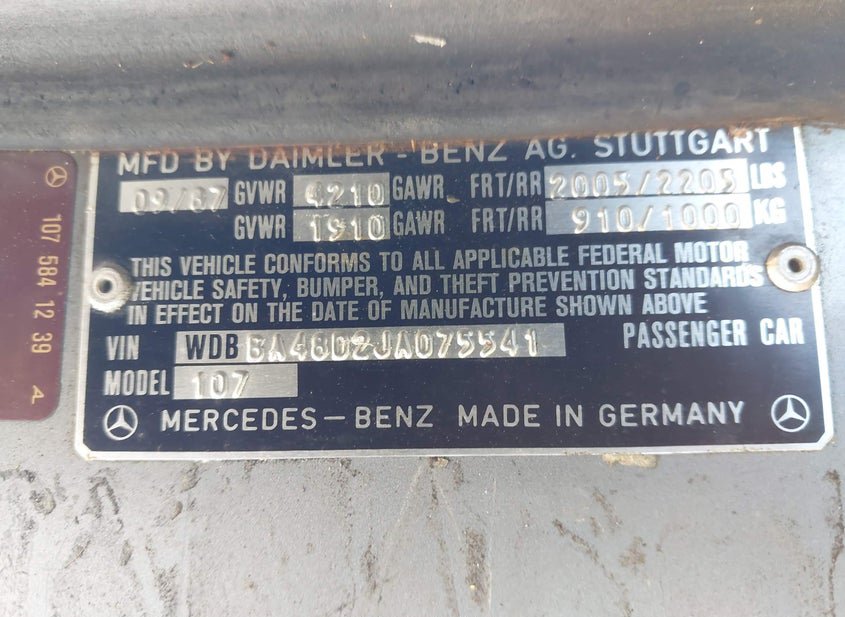 107 584 12 39 A
MFD BY DAIMLER-BENZ AG. STUTTGART
09/87 GVWR 4210 GAWR FRT/RR 2005/2205 LBS
GVWR 1910 GAWR FRT/RR 910/1000 KG
THIS VEHICLE CONFORMS TO ALL APPLICABLE FEDERAL MOTOR
VEHICLE SAFETY, BUMPER, AND THEFT PREVENTION STANDARDS
IN EFFECT ON THE DATE OF MANUFACTURE SHOWN ABOVE
VIN WDB BA48D2JA075541 PASSENGER CAR
MODEL 107
MERCEDES-BENZ MADE IN GERMANY